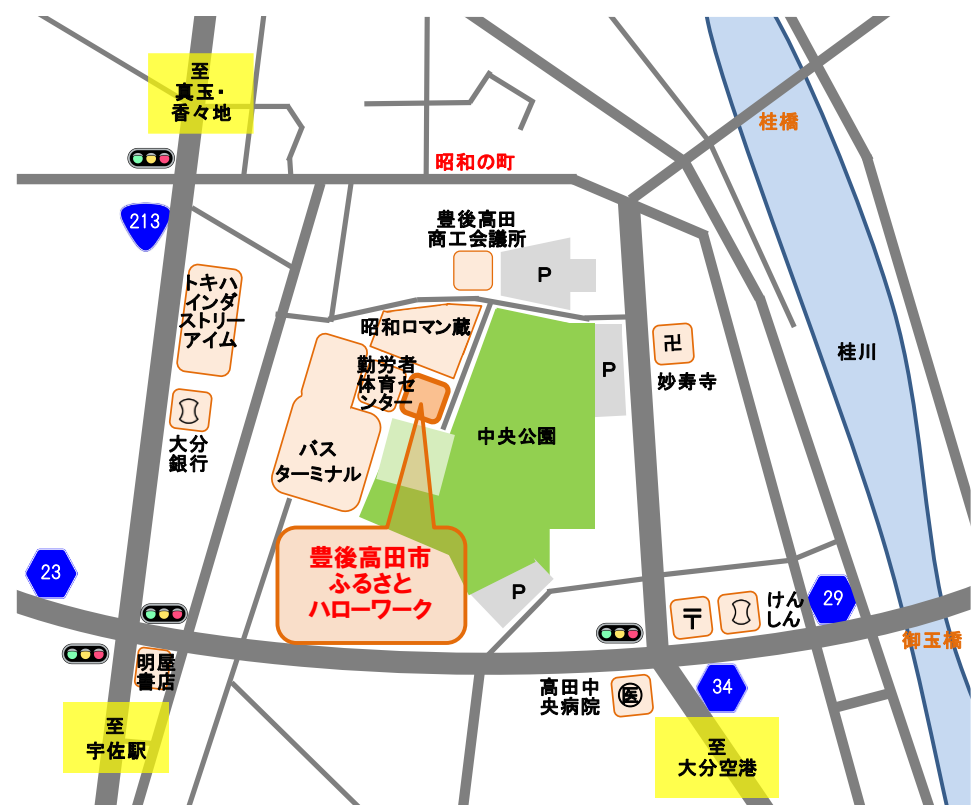 至
真玉・
香々地
桂橋
昭和の町
213
豊後高田
商工会議所
P
トキハ
インダ
ストリー
アイム
昭和ロマン蔵
卍
妙寿寺
桂川
勤労者
体育セ
ンター
P
大分
銀行
バス
ターミナル
中央公園
豊後高田市
ふるさと
ハローワーク
23
P
〒
けん
しん
29
御玉橋
明屋
書店
高田中
央病院
医
34
至
宇佐駅
至
大分空港